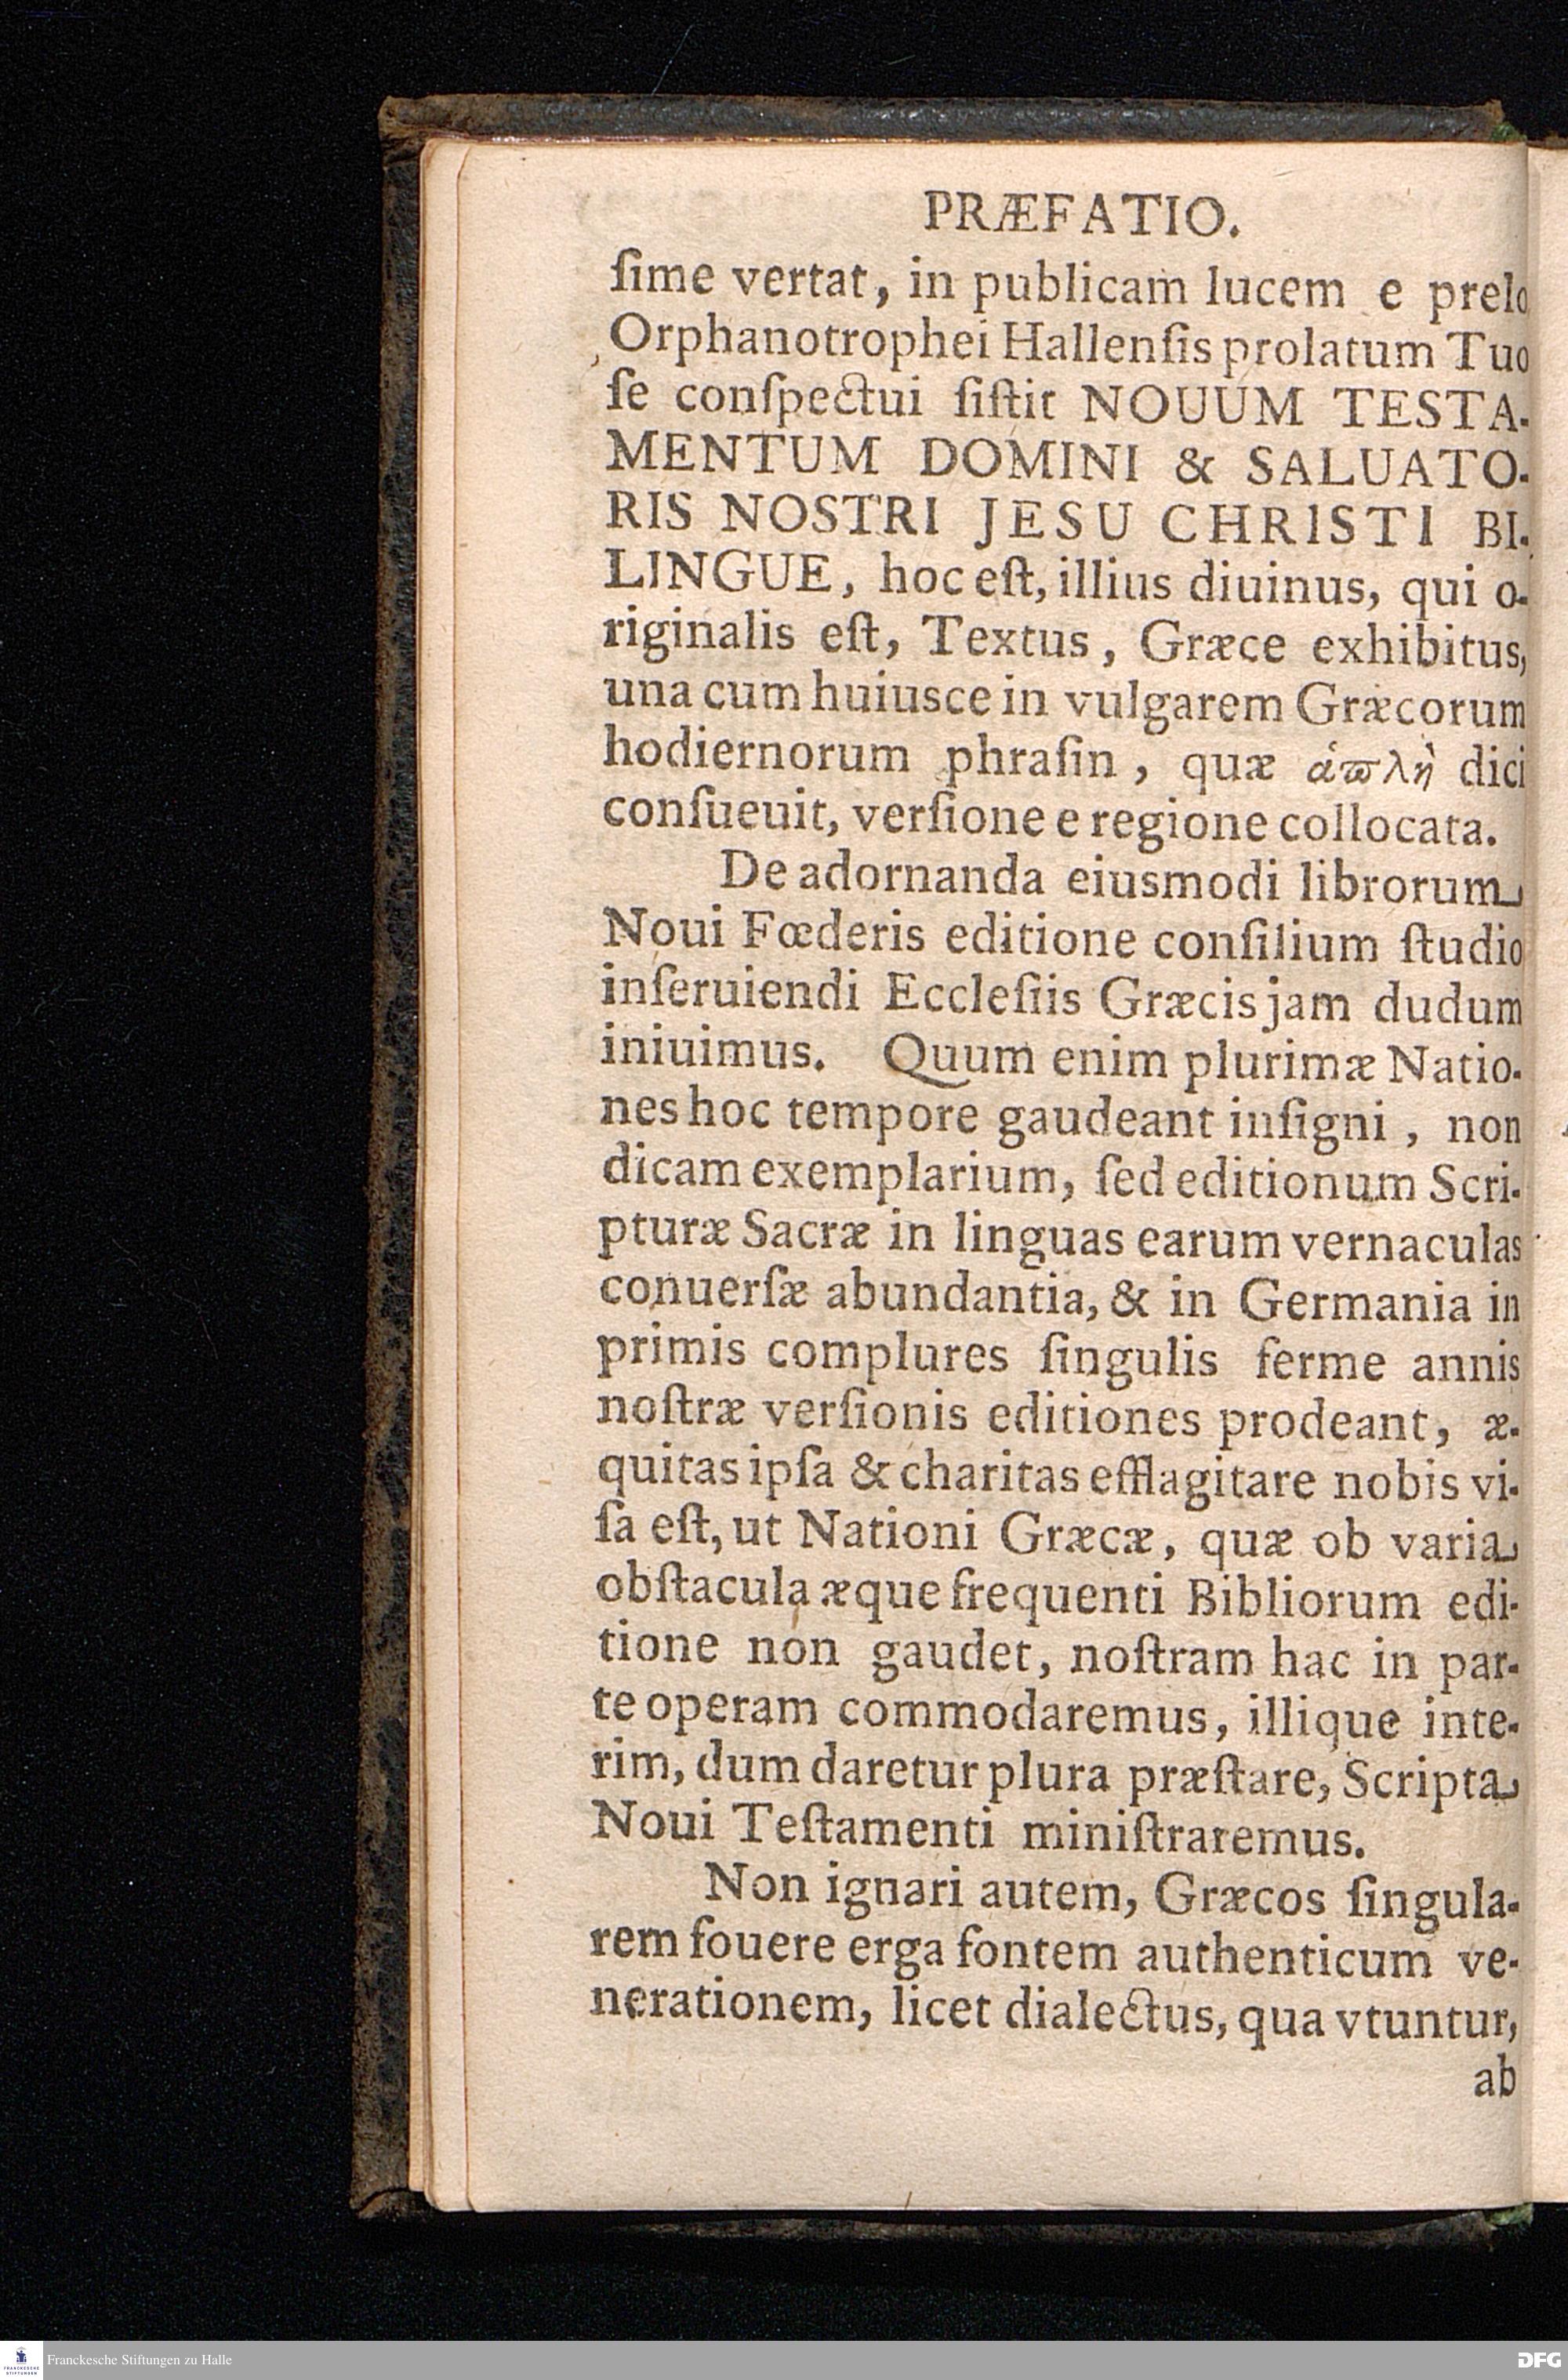 PRÆFATIO.
ſime vertat, in publicam lucem e prelo
Orphanotrophei Hallenſis prolatum Tuo
ſe conſpectui ſiſtit NOUUM TESTA-
MENTUM DOMINI & SALUATO-
RIS NOSTRI JESU CHRISTI BI-
LINGUE, hoc eſt, illius diuinus, qui o-
riginalis eſt, Textus, Græce exhibitus,
una cum huiusce in vulgarem Græcorum
hodiernorum phraſin, quæ ἁϖλὴ dici
conſueuit, verſione e regione collocata.
De adornanda eiusmodi librorum
Noui Fœderis editione conſilium ſtudio
inſeruiendi Eccleſiis Græcis jam dudum
iniuimus. Quum enim plurimæ Natio-
nes hoc tempore gaudeant inſigni, non
dicam exemplarium, ſed editionum Scri-
pturæ Sacræ in linguas earum vernaculas
conuerſæ abundantia, & in Germania in
primis complures ſingulis ferme annis
noſtræ verſionis editiones prodeant, æ-
quitas ipſa & charitas efflagitare nobis vi-
ſa eſt, ut Nationi Græcæ, quæ ob varia
obſtacula æque frequenti Bibliorum edi-
tione non gaudet, noſtram hac in par-
te operam commodaremus, illique inte-
rim, dum daretur plura præſtare, Scripta
Noui Teſtamenti miniſtraremus.
Non ignari autem, Græcos ſingula-
rem fouere erga fontem authenticum ve-
nerationem, licet dialectus, qua vtuntur,
ab
FRANCKESCHE
STIFTUNGEN
Franckesche Stiftungen zu Halle
DFG